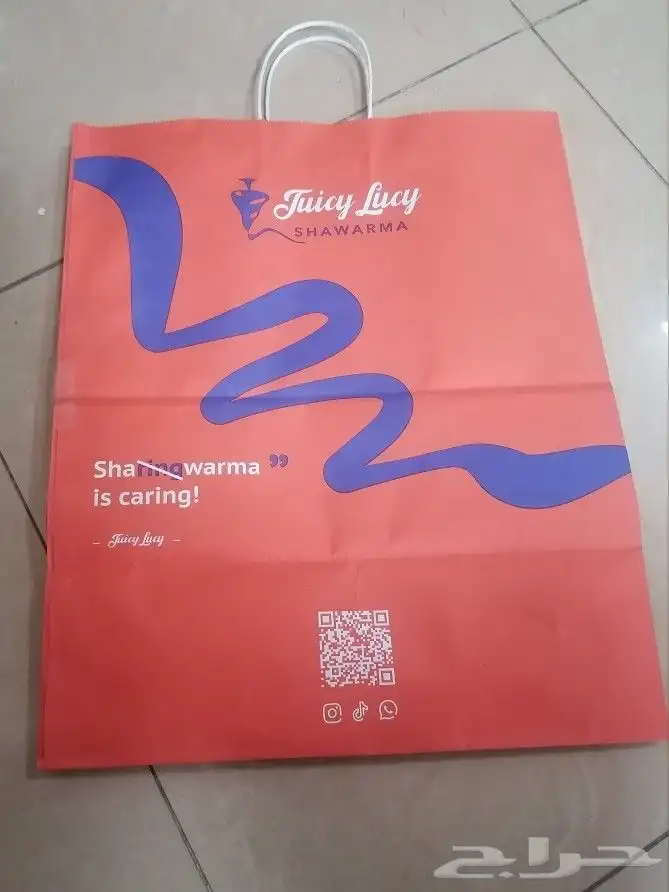 Juicy Lucy
SHAWARMA
Sharingwarma ”
is caring!
– Juicy Lucy –
حراج